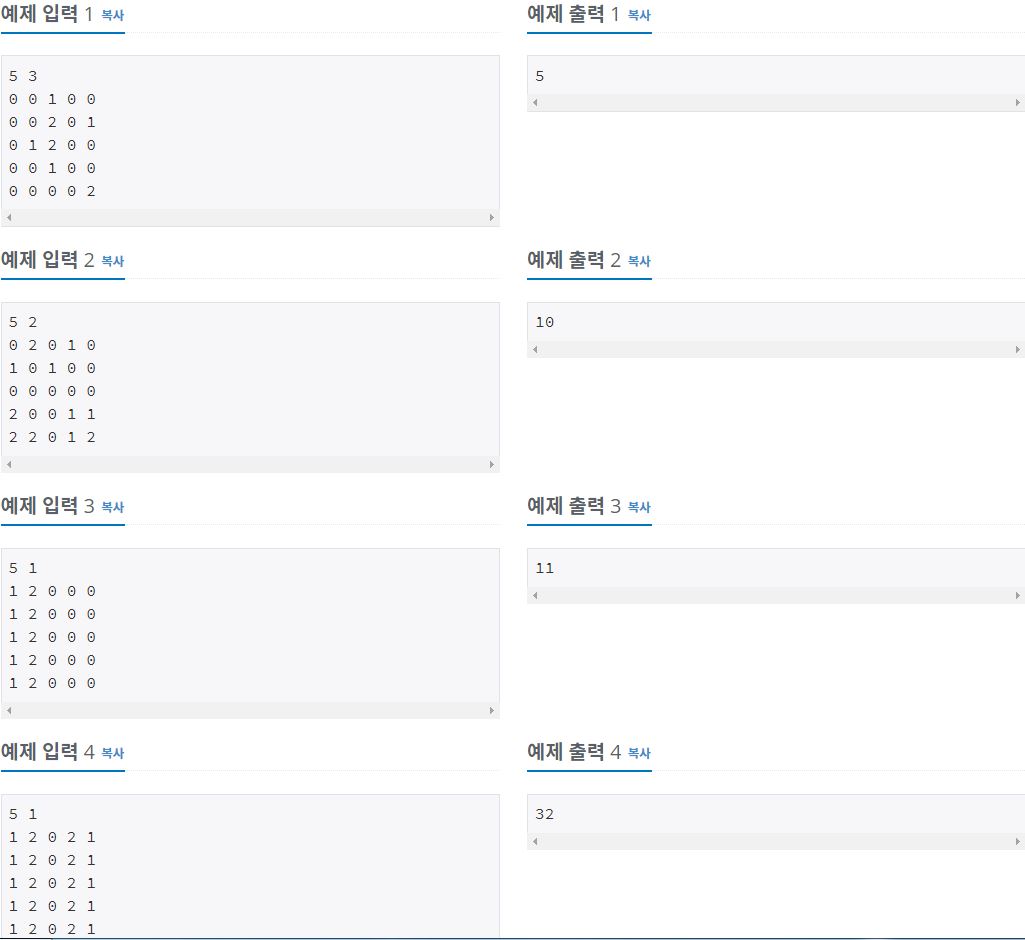 예제 입력 1 복사
5 3
0 0 1 0 0
0 0 2 0 1
0 1 2 0 0
0 0 1 0 0
0 0 0 0 2
예제 출력 1 복사
5
예제 입력 2 복사
5 2
0 2 0 1 0
1 0 1 0 0
0 0 0 0 0
2 0 0 1 1
2 2 0 1 2
예제 출력 2 복사
10
예제 입력 3 복사
5 1
1 2 0 0 0
1 2 0 0 0
1 2 0 0 0
1 2 0 0 0
1 2 0 0 0
예제 출력 3 복사
11
예제 입력 4 복사
5 1
1 2 0 2 1
1 2 0 2 1
1 2 0 2 1
1 2 0 2 1
1 2 0 2 1
예제 출력 4 복사
32